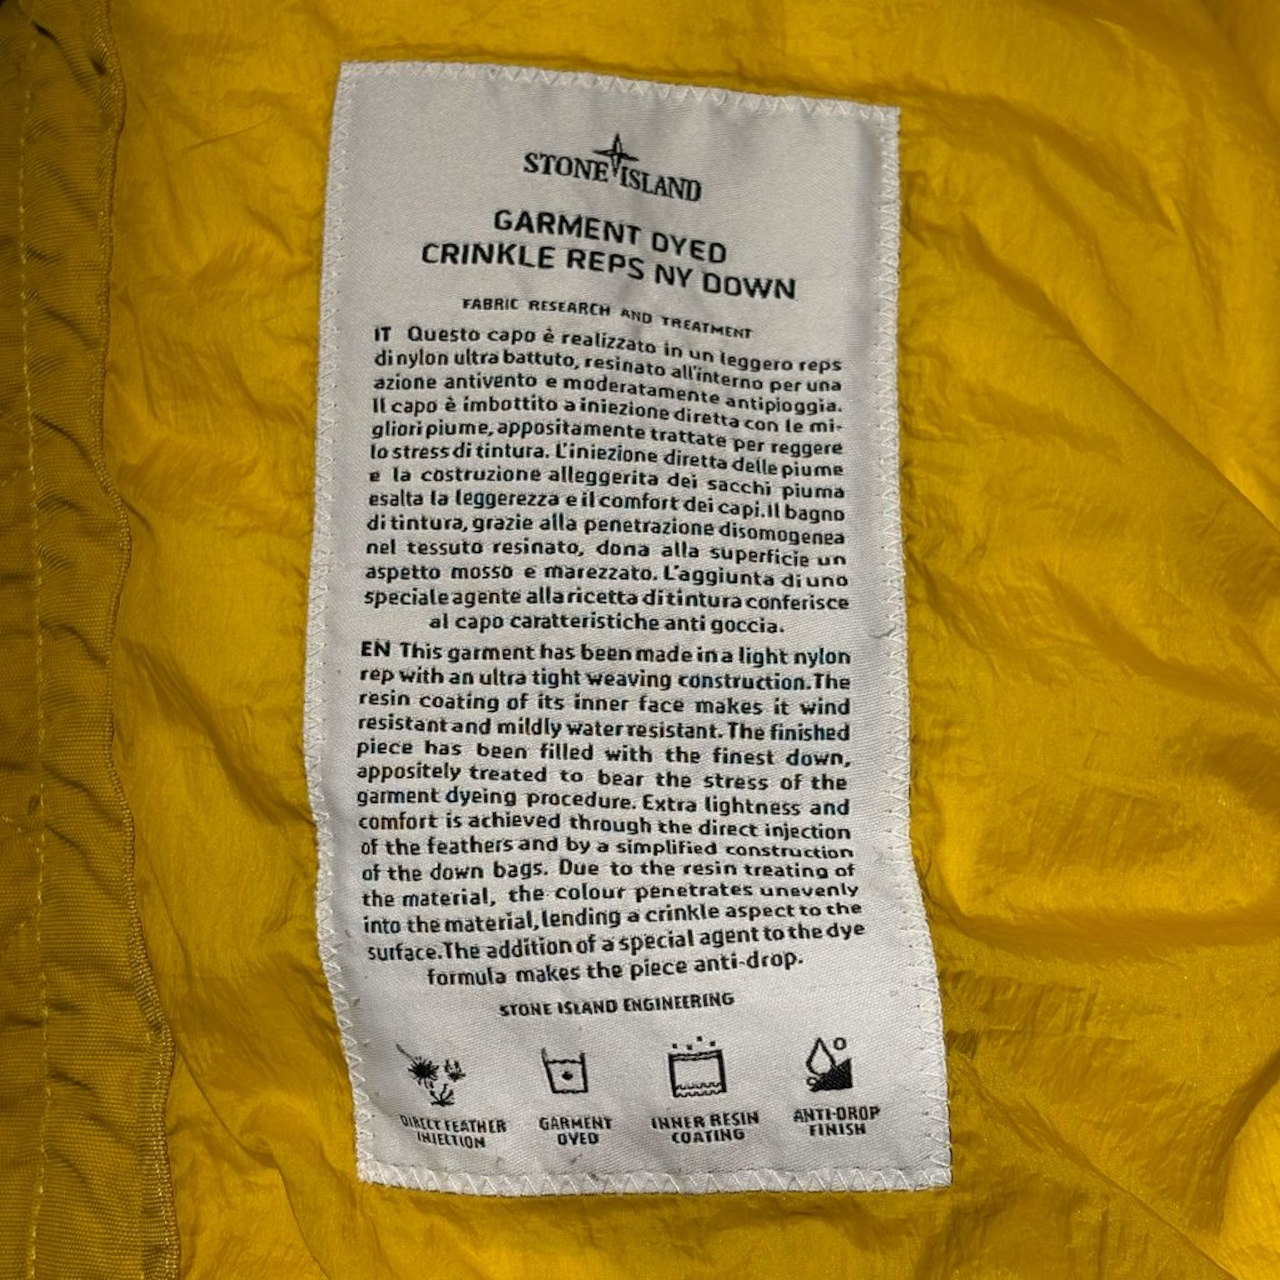 STONE ISLAND
GARMENT DYED
CRINKLE REPS NY DOWN
FABRIC RESEARCH AND TREATMENT
IT Questo capo è realizzato in un leggero reps
di nylon ultra battuto, resinato all'interno per una
azione antivento e moderatamente antipioggia.
Il capo è imbottito a iniezione diretta con le mi-
gliori piume, appositamente trattate per reggere
lo stress di tintura. L'iniezione diretta delle piume
e la costruzione alleggerita dei sacchi piuma
esalta la leggerezza e il comfort dei capi. Il bagno
di tintura, grazie alla penetrazione disomogenea
nel tessuto resinato, dona alla superficie un
aspetto mosso e marezzato. L'aggiunta di uno
speciale agente alla ricetta di tintura conferisce
al capo caratteristiche anti goccia.
EN This garment has been made in a light nylon
rep with an ultra tight weaving construction. The
resin coating of its inner face makes it wind
resistant and mildly water resistant. The finished
piece has been filled with the finest down,
appositely treated to bear the stress of the
garment dyeing procedure. Extra lightness and
comfort is achieved through the direct injection
of the feathers and by a simplified construction
of the down bags. Due to the resin treating of
the material, the colour penetrates unevenly
into the material, lending a crinkle aspect to the
surface. The addition of a special agent to the dye
formula makes the piece anti-drop.
STONE ISLAND ENGINEERING
DIRECT FEATHER
INJECTION
GARMENT
DYED
INNER RESIN
COATING
ANTI-DROP
FINISH